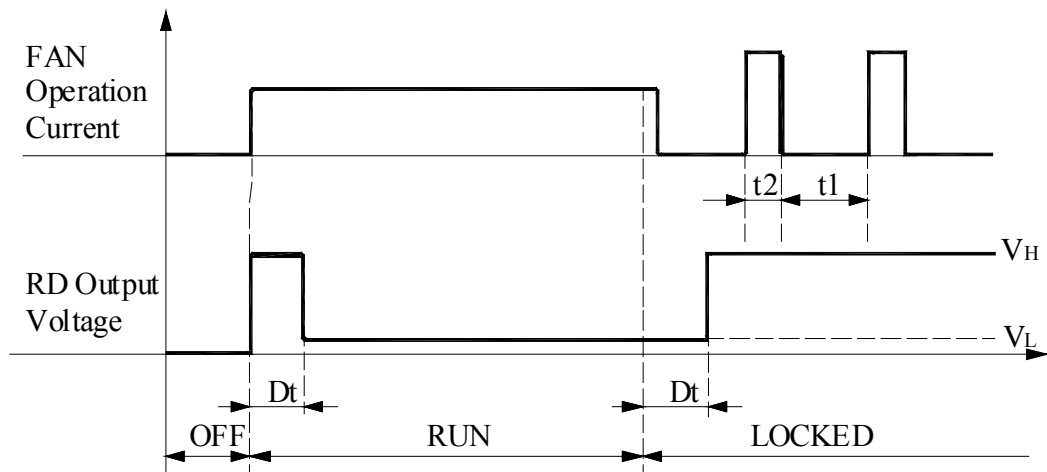 FAN
Operation
Current
t2
t1
VH
RD Output
Voltage
VL
Dt
Dt
OFF
RUN
LOCKED